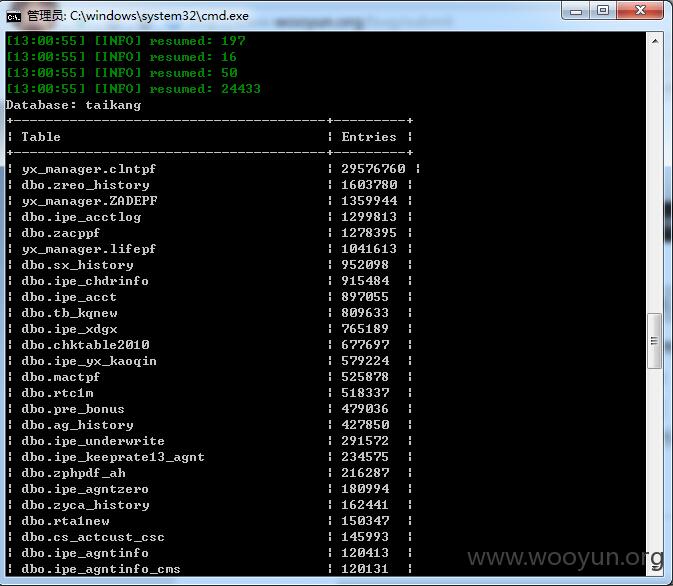 管理员: C:\windows\system32\cmd.exe
[13:00:55] [INFO] resumed: 197
[13:00:55] [INFO] resumed: 16
[13:00:55] [INFO] resumed: 50
[13:00:55] [INFO] resumed: 24433
Database: taikang
+---------------------------------------+---------+
| Table | Entries |
+---------------------------------------+---------+
| yx_manager.clntpf | 29576760 |
| dbo.zreo_history | 1603780 |
| yx_manager.ZADEPF | 1359944 |
| dbo.ipe_acctlog | 1299813 |
| dbo.zacppf | 1278395 |
| yx_manager.lifepf | 1041613 |
| dbo.sx_history | 952098 |
| dbo.ipe_chdrinfo | 915484 |
| dbo.ipe_acct | 897055 |
| dbo.tb_kqnew | 809633 |
| dbo.ipe_xdgx | 765189 |
| dbo.chktable2010 | 677697 |
| dbo.ipe_yx_kaoqin | 579224 |
| dbo.mactpf | 525878 |
| dbo.rtc1m | 518337 |
| dbo.pre_bonus | 479036 |
| dbo.ag_history | 427850 |
| dbo.ipe_underwrite | 291572 |
| dbo.ipe_keeprate13_agnt | 234575 |
| dbo.zphpdf_ah | 216287 |
| dbo.ipe_agntzero | 180994 |
| dbo.zyca_history | 162441 |
| dbo.rta1new | 150347 |
| dbo.cs_actcust_csc | 145993 |
| dbo.ipe_agntinfo | 120413 |
| dbo.ipe_agntinfo_cms | 120131 |
www.wooyun.org